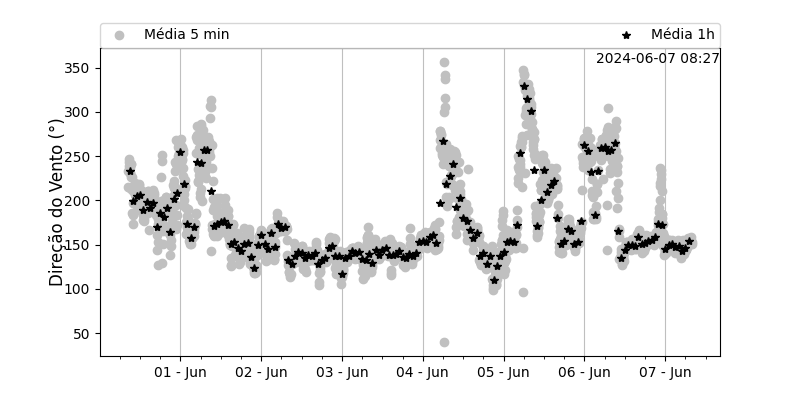 Média 5 min
Média 1h
2024-06-07 08:27
Direção do Vento (°)
350
300
250
200
150
100
50
01 - Jun
02 - Jun
03 - Jun
04 - Jun
05 - Jun
06 - Jun
07 - Jun